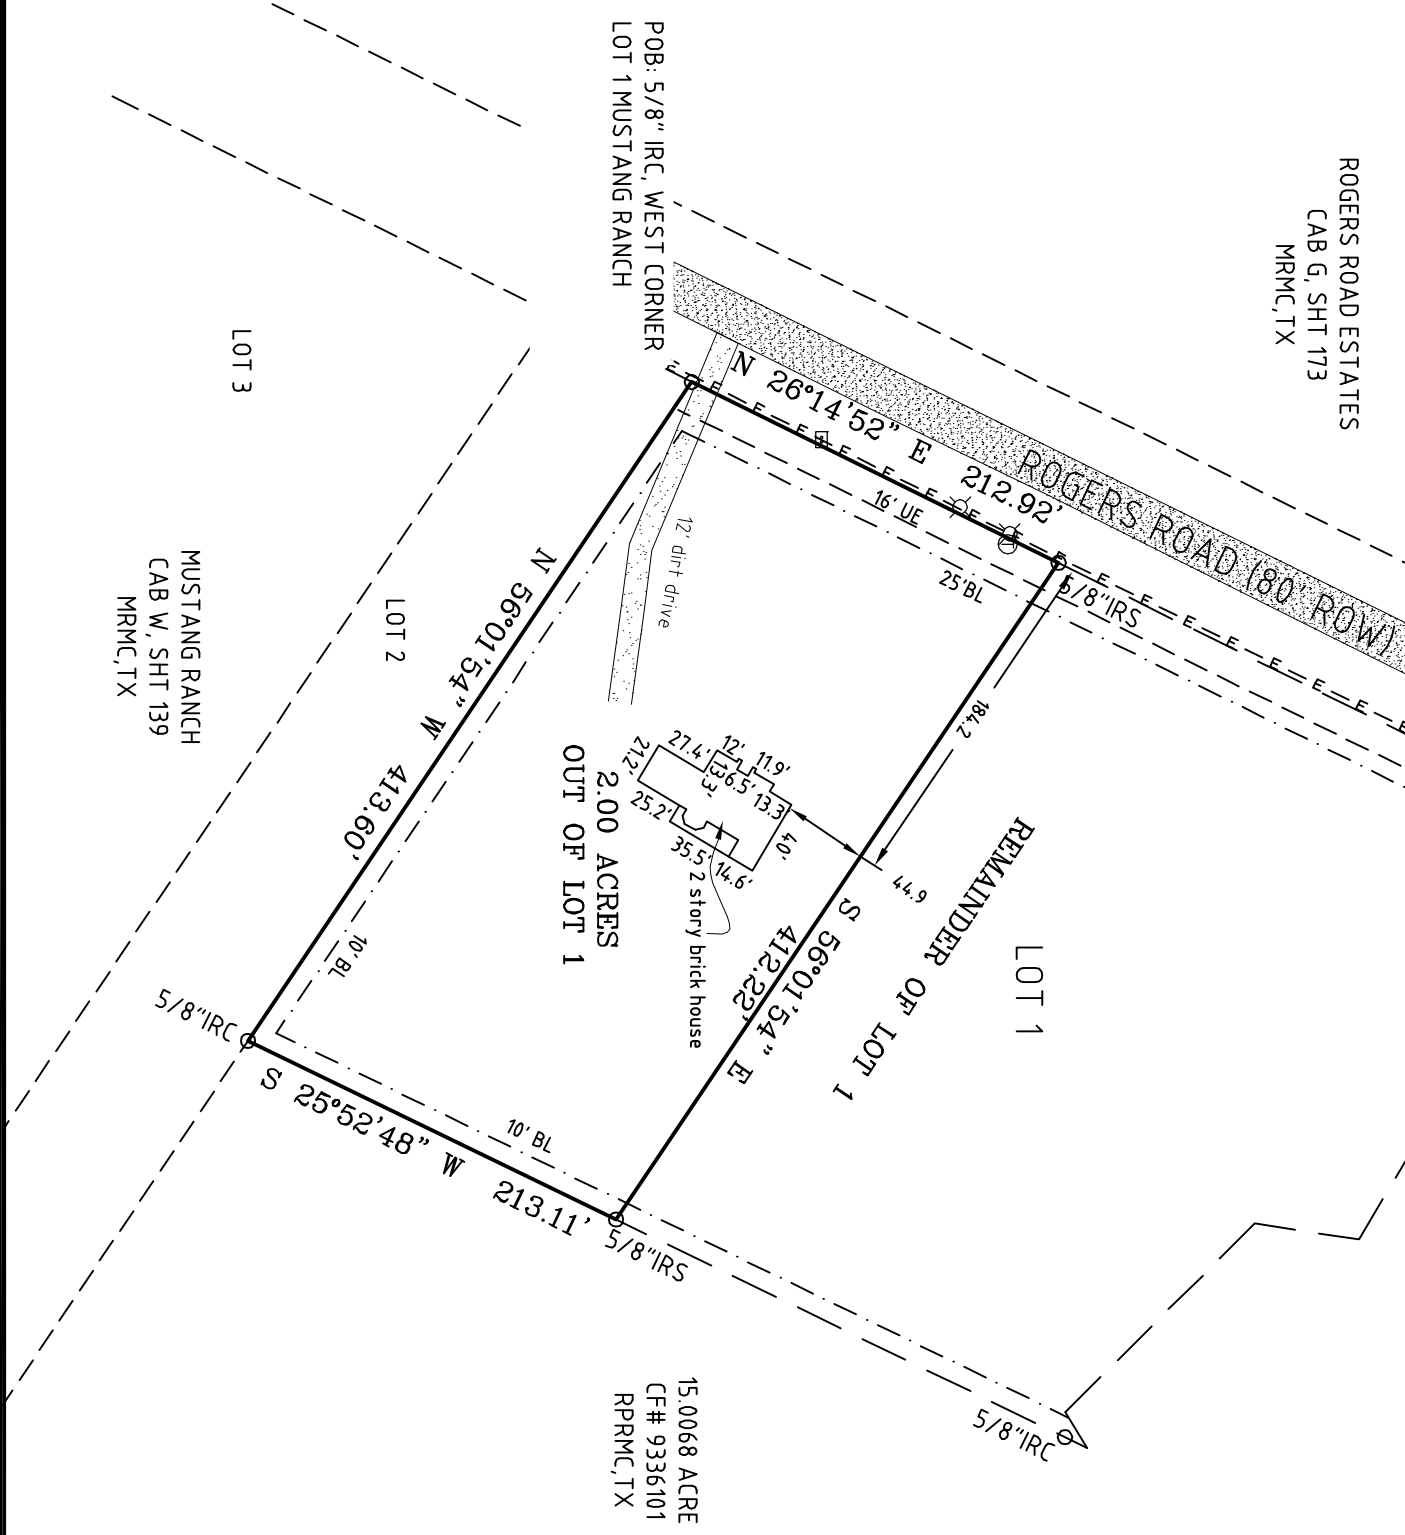 ROGERS ROAD ESTATES
CAB G, SHT 173
MRMC,TX
POB: 5/8" IRC, WEST CORNER
LOT 1 MUSTANG RANCH
ROGERS ROAD (80' ROW)
N 26°14'52" E 212.92'
E E E E E E E E E E E E E E E E E
16' UE
25'BL
5/8"IRS
12' dirt drive
LOT 3
LOT 2
MUSTANG RANCH
CAB W, SHT 139
MRMC,TX
N 56°01'54" W 413.60'
10' BL
184.2
44.9
LOT 1
REMAINDER OF LOT 1
S 56°01'54" E
412.22'
2.00 ACRES
OUT OF LOT 1
21.2'
27.4'
13.3'
12'
6.5'
11.9'
13.3
40'
14.6'
35.5'
25.2'
2 story brick house
5/8"IRC
S 25°52'48" W 213.11'
10' BL
5/8"IRS
5/8"IRC
15.0068 ACRE
CF# 9336101
RPRMC,TX